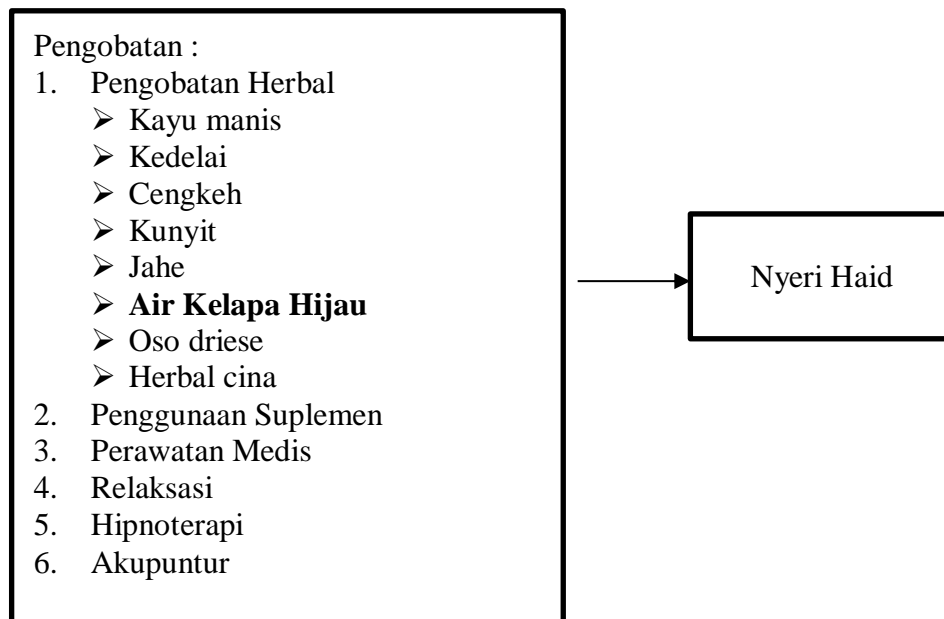 Pengobatan :
1. Pengobatan Herbal
➢ Kayu manis
➢ Kedelai
➢ Cengkeh
➢ Kunyit
➢ Jahe
➢ Air Kelapa Hijau
➢ Oso driese
➢ Herbal cina
2. Penggunaan Suplemen
3. Perawatan Medis
4. Relaksasi
5. Hipnoterapi
6. Akupuntur
Nyeri Haid